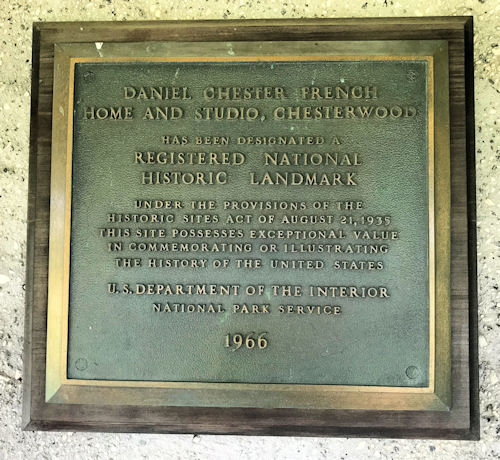 DANIEL CHESTER FRENCH
HOME AND STUDIO, CHESTERWOOD
HAS BEEN DESIGNATED A
REGISTERED NATIONAL
HISTORIC LANDMARK
UNDER THE PROVISIONS OF THE
HISTORIC SITES ACT OF AUGUST 21, 1935
THIS SITE POSSESSES EXCEPTIONAL VALUE
IN COMMEMORATING OR ILLUSTRATING
THE HISTORY OF THE UNITED STATES
U.S. DEPARTMENT OF THE INTERIOR
NATIONAL PARK SERVICE
1966